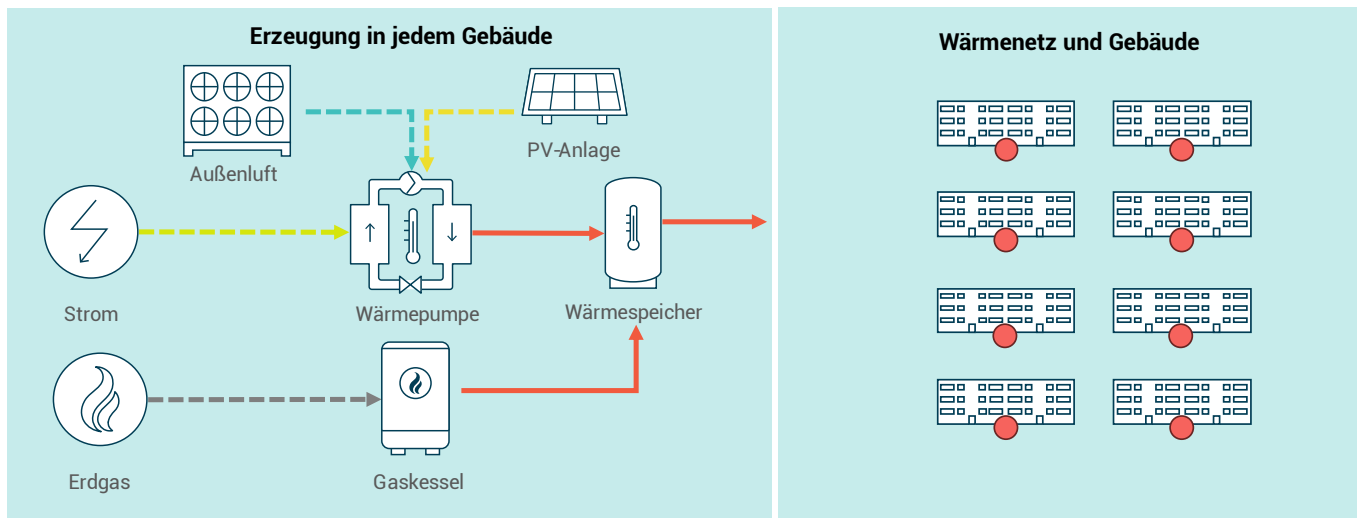 Erzeugung in jedem Gebäude
Wärmenetz und Gebäude
Außenluft
PV-Anlage
Strom
Wärmepumpe
Wärmespeicher
Erdgas
Gaskessel